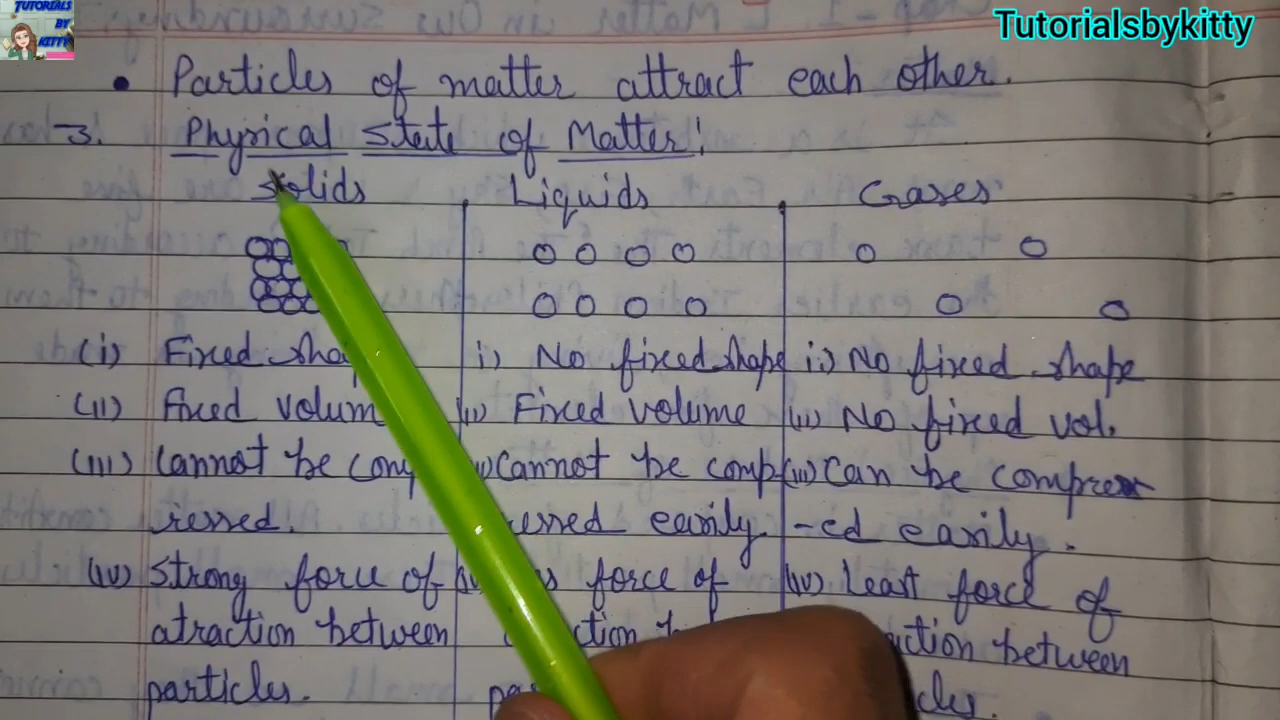 TUTORIALS
BY
KITTY
Tutorialsbykitty
• Particles of matter attract each other.
3. Physical State of Matter!
Solids Liquids Gases
(i) Fixed i) No fixed shape i) No fixed shape
(ii) Fixed volum (ii) Fixed volume (ii) No fixed vol.
(iii) Cannot be Cannot be comp (iii) Can be compress
ressed. ressed easily. -ed easily.
(iv) Strong force of force of (iv) Least force of
atraction between between
particles.